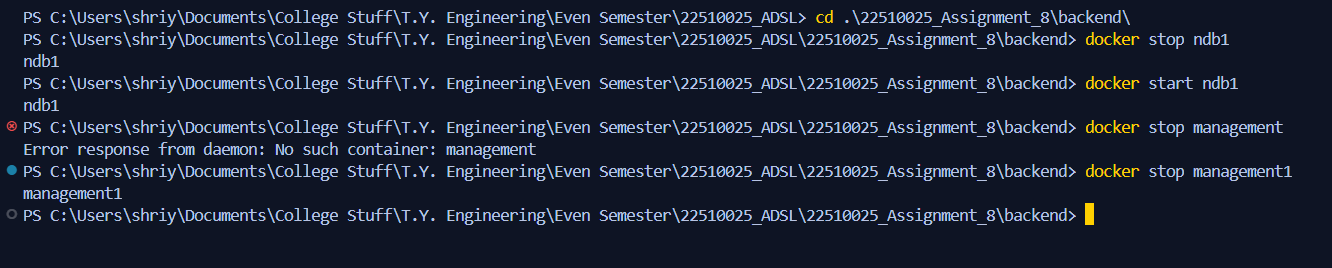 PS C:\Users\shriy\Documents\College Stuff\T.Y. Engineering\Even Semester\22510025_ADSL> cd .\22510025_Assignment_8\backend\
PS C:\Users\shriy\Documents\College Stuff\T.Y. Engineering\Even Semester\22510025_ADSL\22510025_Assignment_8\backend> docker stop ndb1
ndb1
PS C:\Users\shriy\Documents\College Stuff\T.Y. Engineering\Even Semester\22510025_ADSL\22510025_Assignment_8\backend> docker start ndb1
ndb1
PS C:\Users\shriy\Documents\College Stuff\T.Y. Engineering\Even Semester\22510025_ADSL\22510025_Assignment_8\backend> docker stop management
Error response from daemon: No such container: management
PS C:\Users\shriy\Documents\College Stuff\T.Y. Engineering\Even Semester\22510025_ADSL\22510025_Assignment_8\backend> docker stop management1
management1
PS C:\Users\shriy\Documents\College Stuff\T.Y. Engineering\Even Semester\22510025_ADSL\22510025_Assignment_8\backend>